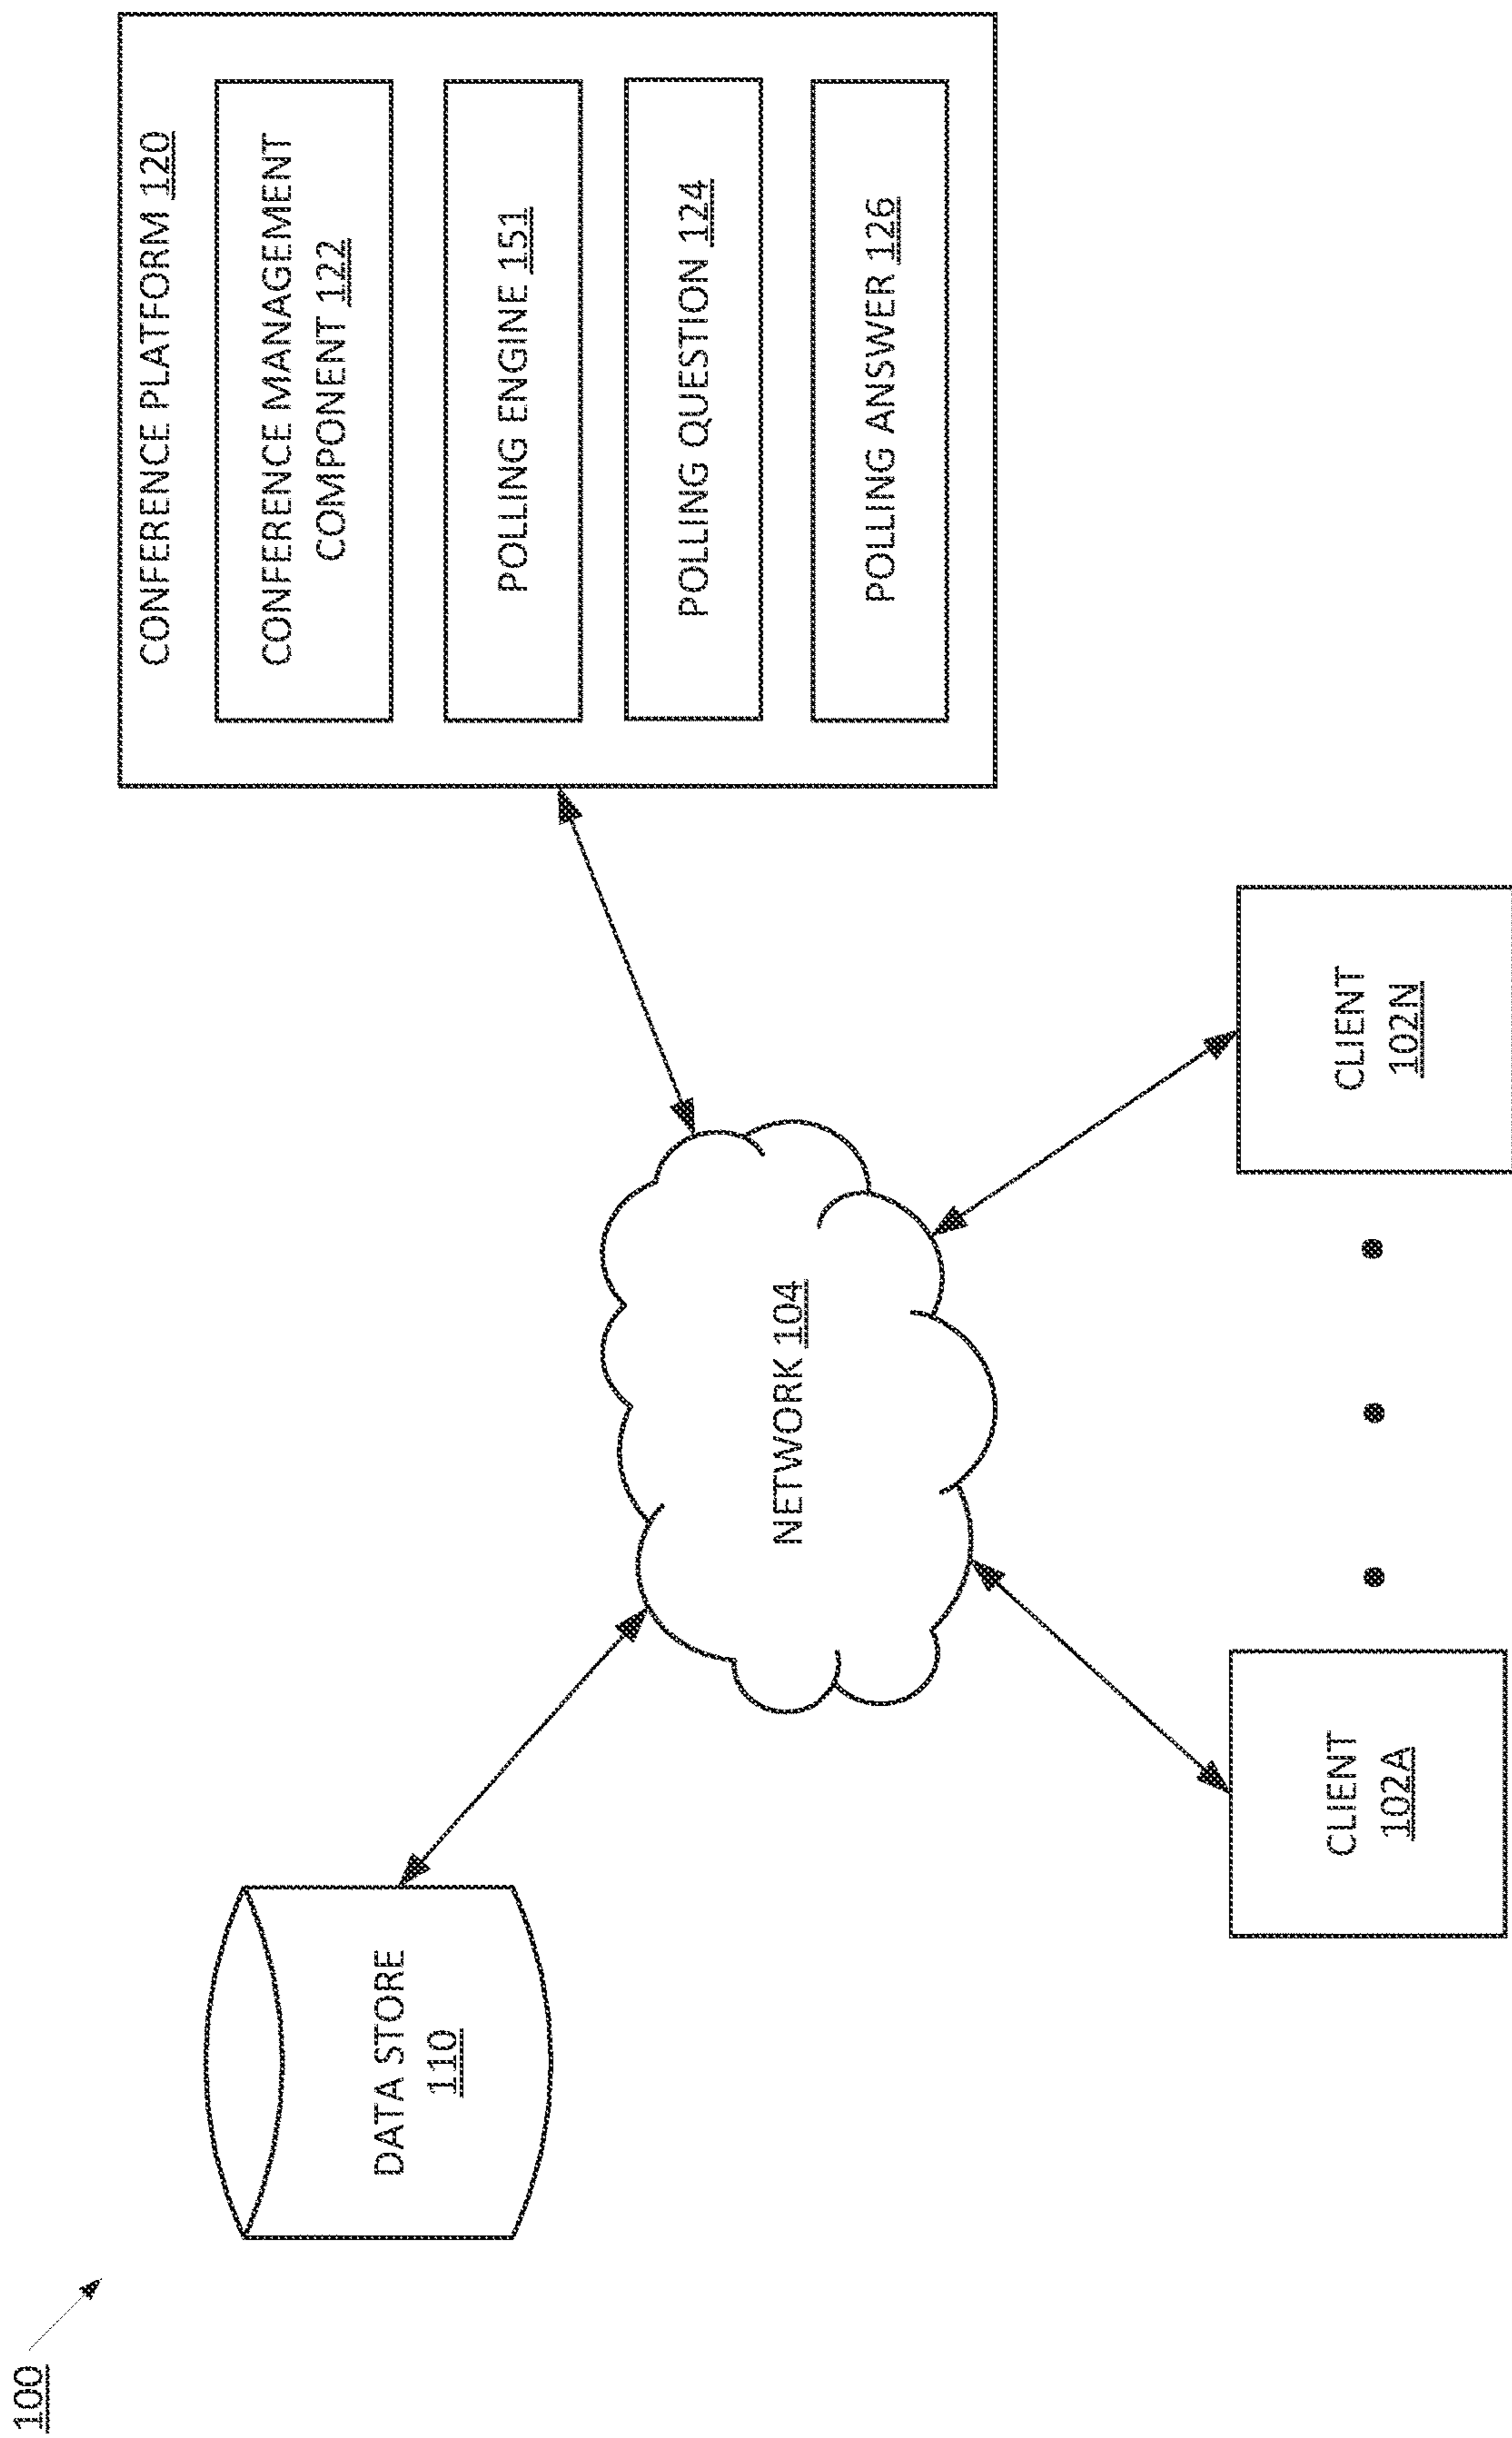 100
DATA STORE
110
NETWORK 104
CONFERENCE PLATFORM 120
CONFERENCE MANAGEMENT
COMPONENT 122
POLLING ENGINE 151
POLLING QUESTION 124
POLLING ANSWER 126
CLIENT
102A
CLIENT
102N